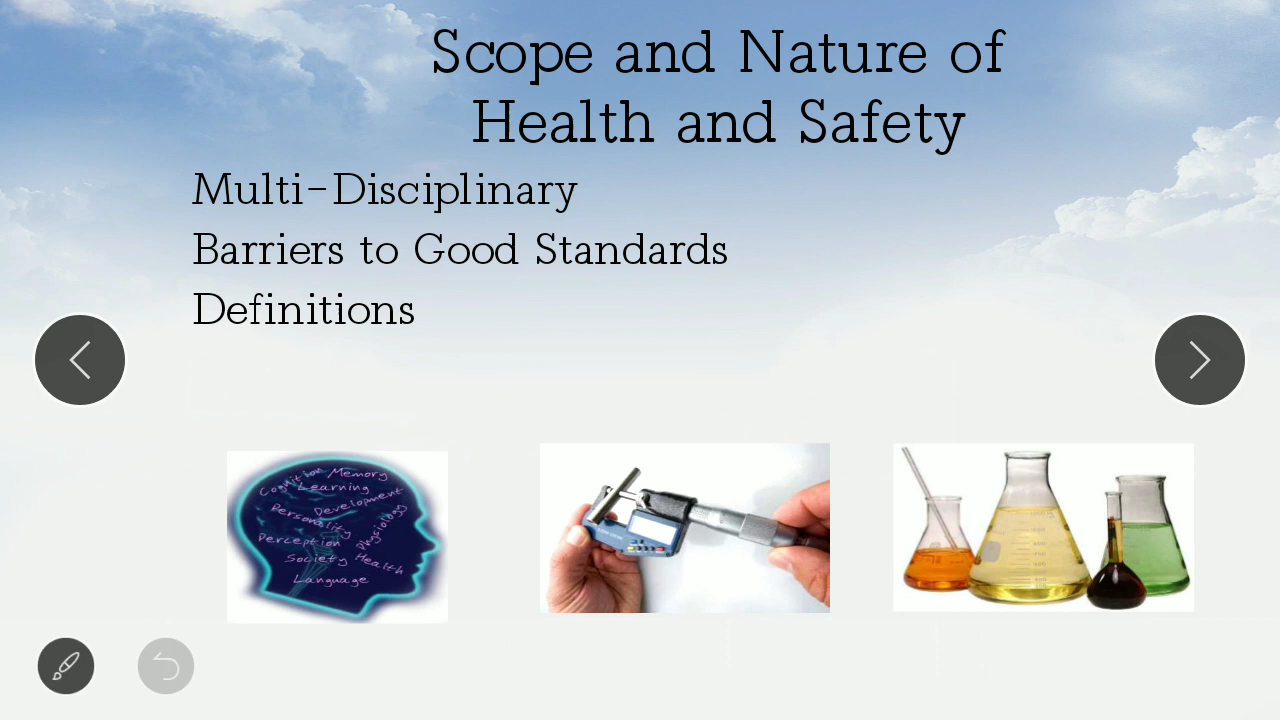 Scope and Nature of
Health and Safety
Multi-Disciplinary
Barriers to Good Standards
Definitions
Cognition Memory
Learning
Development
Personality
Physiology
Perception
Society Health
Language